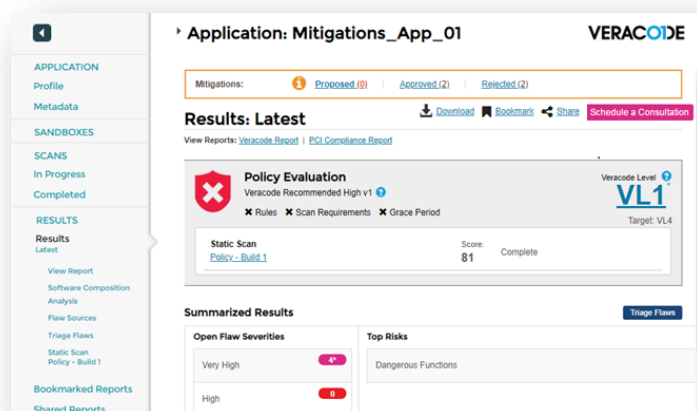 Application: Mitigations_App_01
VERACODE
APPLICATION
Profile
Metadata
SANDBOXES
SCANS
In Progress
Completed
RESULTS
Results
Latest
View Report
Software Composition
Analysis
Flaw Sources
Triage Flaws
Static Scan
Policy - Build 1
Bookmarked Reports
Shared Reports
Mitigations: Proposed (0) Approved (2) Rejected (2)
Results: Latest
Download Bookmark Share Schedule a Consultation
View Reports: Veracode Report | PCI Compliance Report
Policy Evaluation
Veracode Recommended High v1 ?
Rules Scan Requirements Grace Period
Veracode Level ?
VL1
Target: VL4
Static Scan
Policy - Build 1
Score:
81
Complete
Summarized Results
Triage Flaws
Open Flaw Severities
Very High 4*
High 0
Top Risks
Dangerous Functions